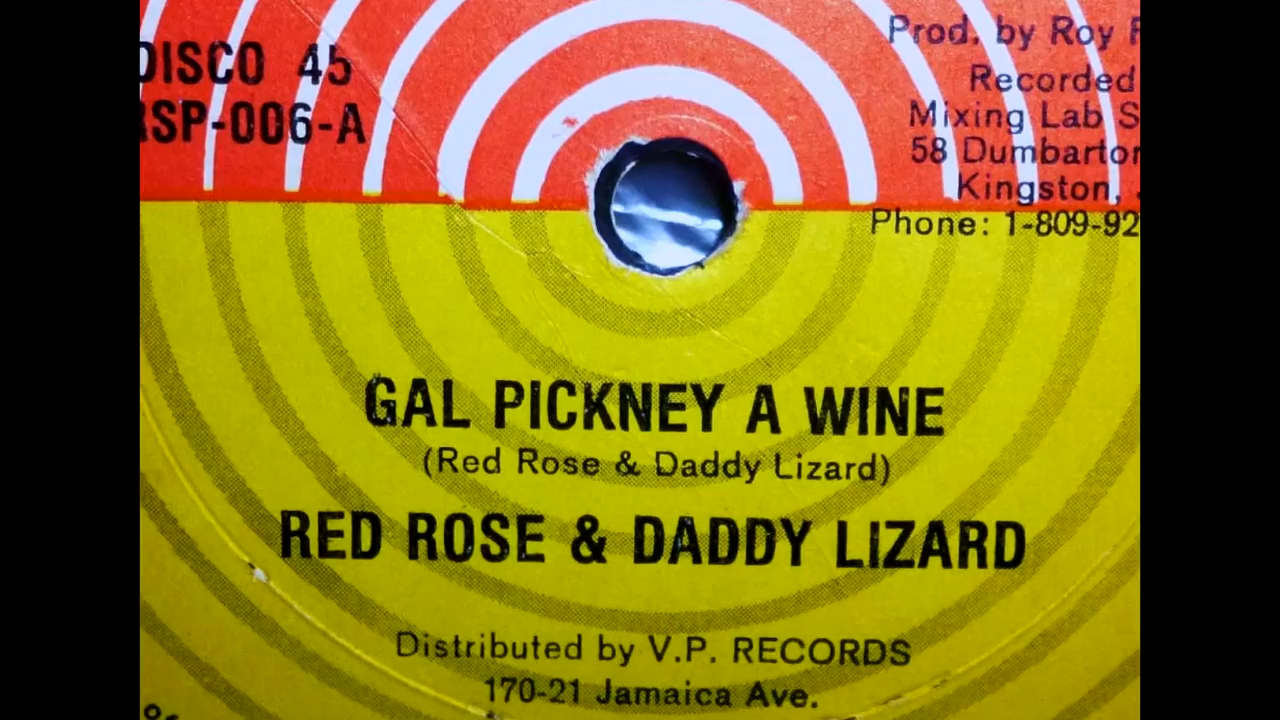 DISCO 45
RSP-006-A
Prod. by Roy
Recorded
Mixing Lab S
58 Dumbarton
Kingston,
Phone: 1-809-92
GAL PICKNEY A WINE
(Red Rose & Daddy Lizard)
RED ROSE & DADDY LIZARD
Distributed by V.P. RECORDS
170-21 Jamaica Ave.